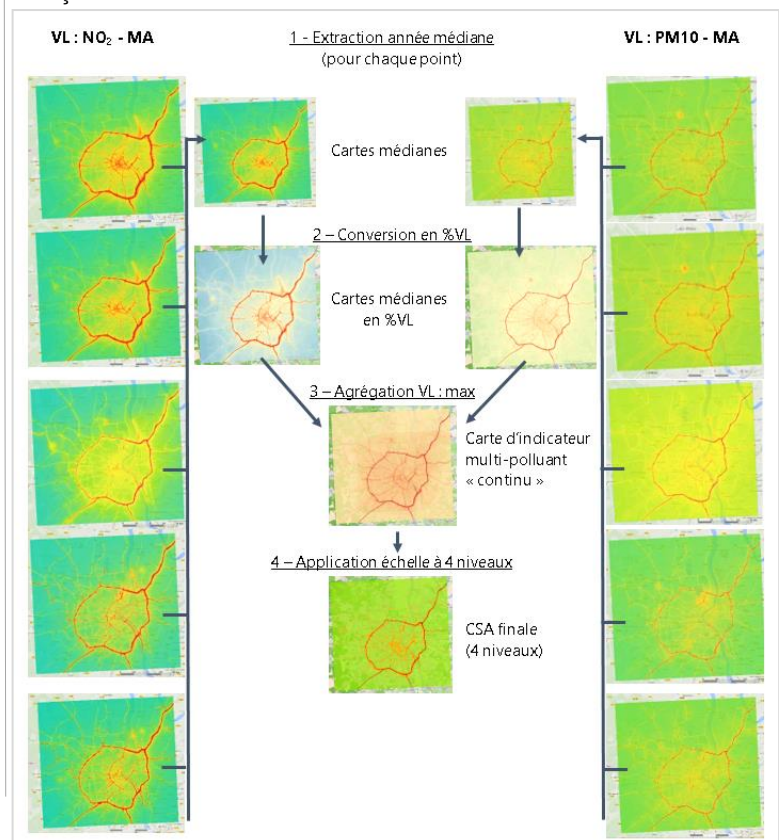 VL : NO₂ - MA
1 - Extraction année médiane
(pour chaque point)
VL : PM10 - MA
Cartes médianes
2 – Conversion en %VL
Cartes médianes
en %VL
3 – Agrégation VL : max
Carte d'indicateur
multi-polluant
« continu »
4 – Application échelle à 4 niveaux
CSA finale
(4 niveaux)